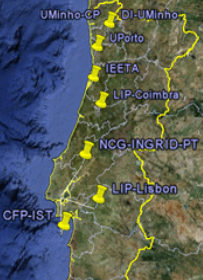 UMinho-CP DI-UMinho
UPorto
IEETA
LIP-Coimbra
NCG-INGRID-PT
LIP-Lisbon
CFP-IST